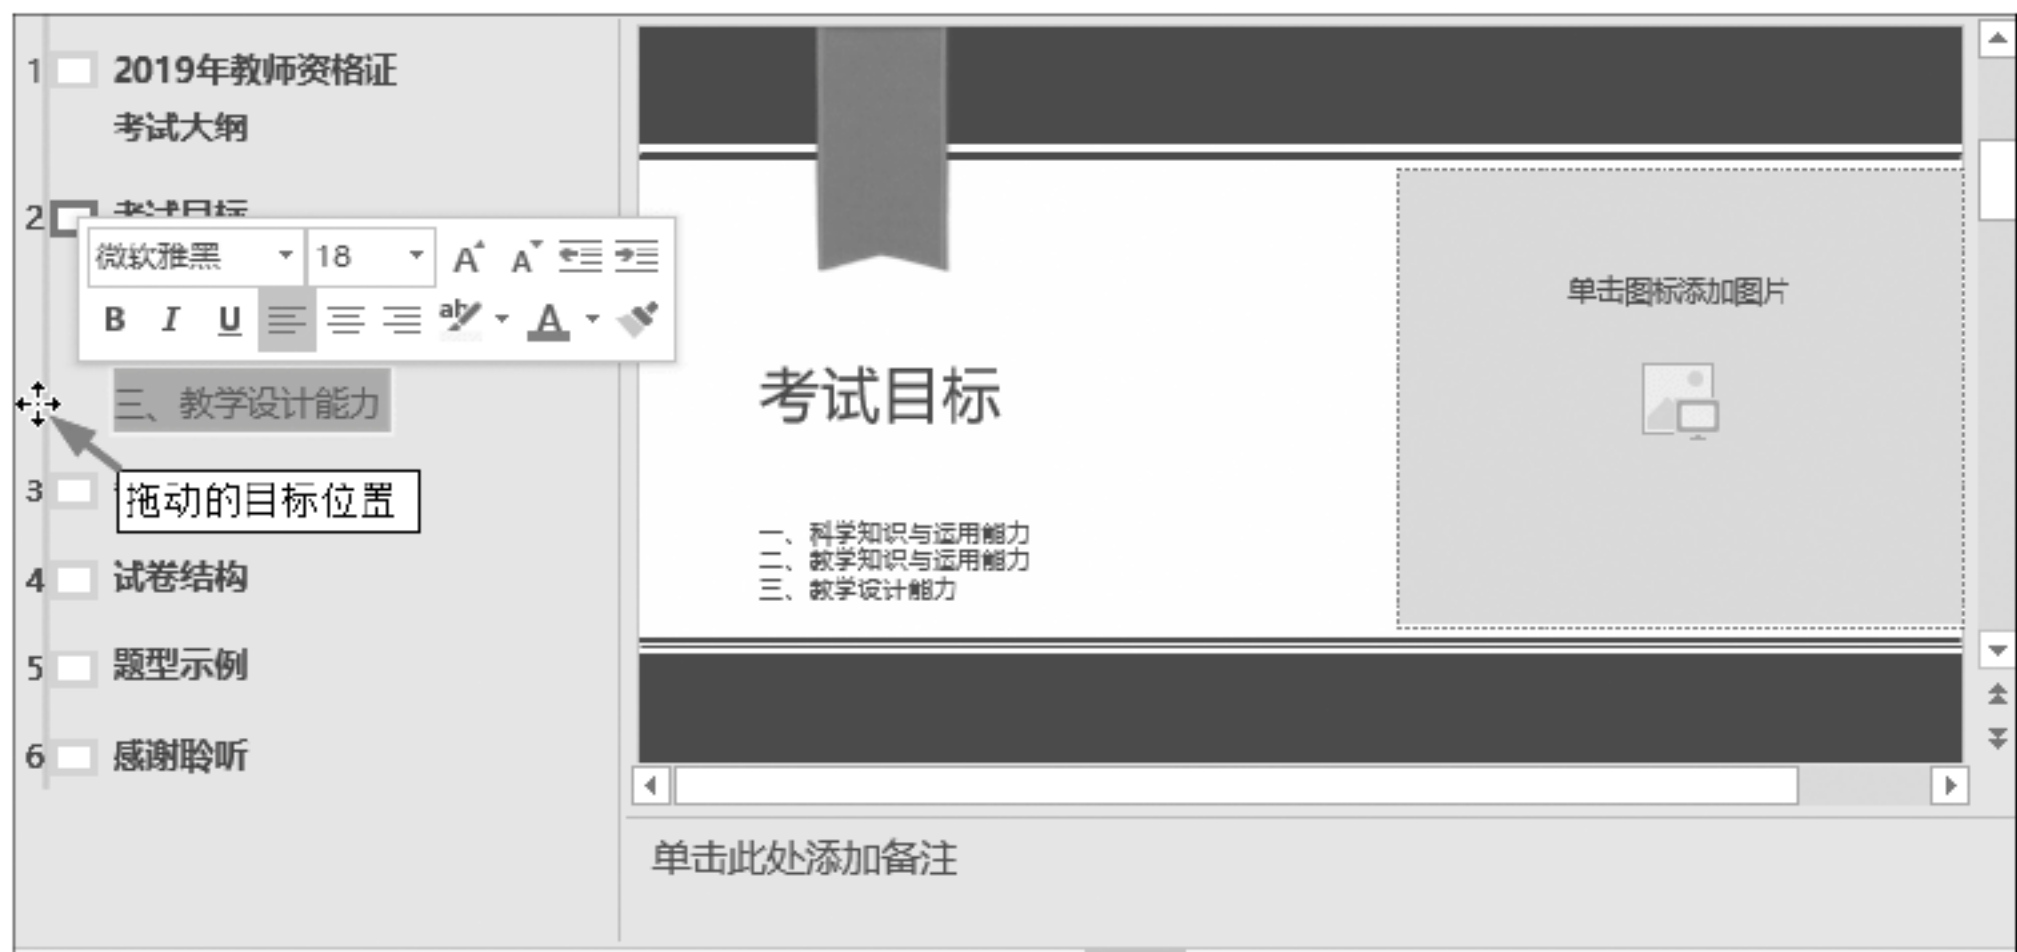 1 2019年教师资格证
考试大纲
2 考试目标
微软雅黑 18 A A
B I U ab A
三、教学设计能力
拖动的目标位置
3
4 试卷结构
5 题型示例
6 感谢聆听
单击图标添加图片
考试目标
一、科学知识与运用能力
二、教学知识与运用能力
三、教学设计能力
单击此处添加备注